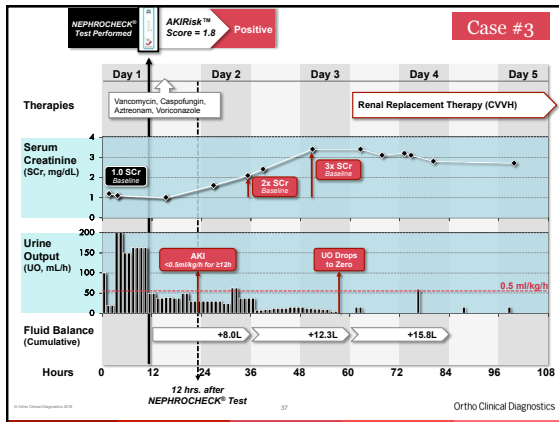 NEPHROCHECK®
Test Performed
AKIRisk™
Score = 1.8
Positive
Case #3
Day 1
Day 2
Day 3
Day 4
Day 5
Therapies
Vancomycin, Caspofungin,
Aztreonam, Voriconazole
Renal Replacement Therapy (CVVH)
Serum
Creatinine
(SCr, mg/dL)
4
3
2
1
0
1.0 SCr
Baseline
2x SCr
Baseline
3x SCr
Baseline
Urine
Output
(UO, mL/h)
200
150
100
50
0
AKI
<0.5ml/kg/h for ≥12h
UO Drops
to Zero
0.5 ml/kg/h
Fluid Balance
(Cumulative)
+8.0L
+12.3L
+15.8L
Hours
0
12
24
36
48
60
72
84
96
108
12 hrs. after
NEPHROCHECK® Test
© Ortho Clinical Diagnostics 2015
37
Ortho Clinical Diagnostics